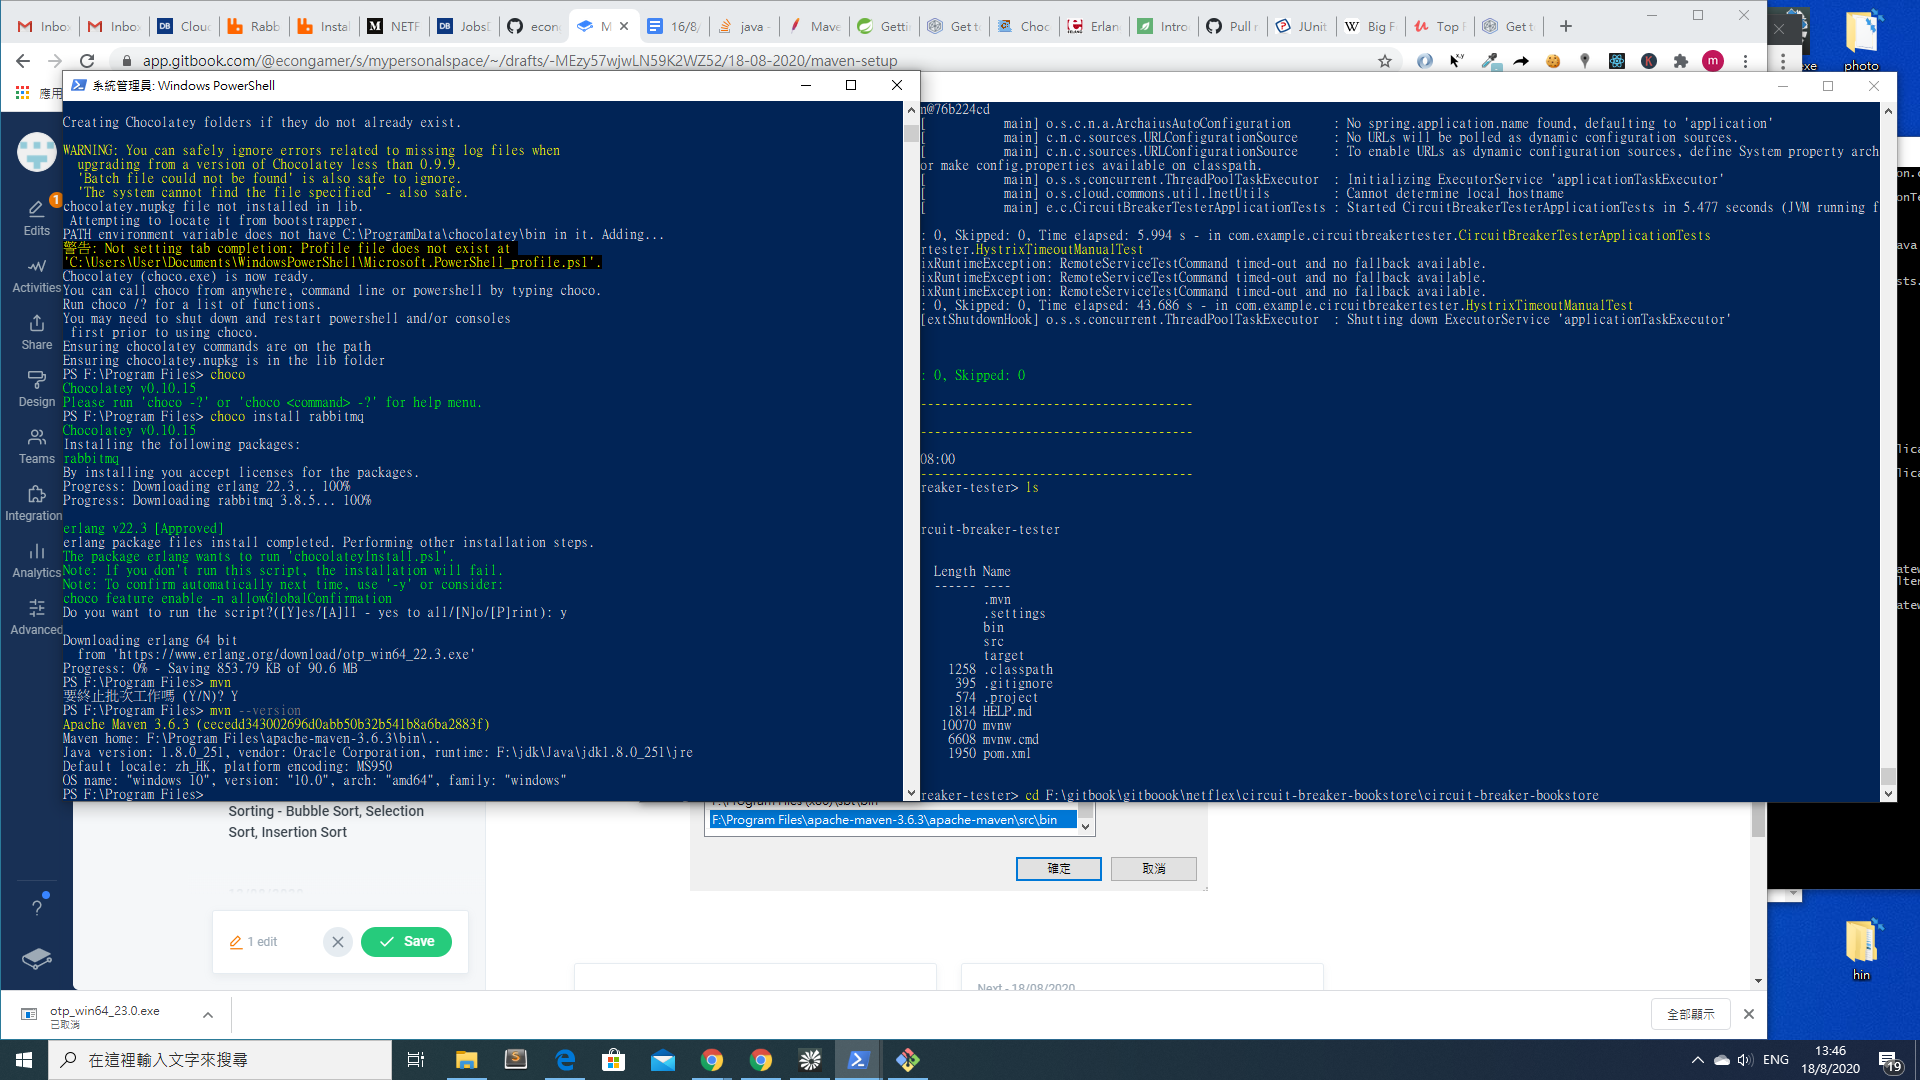 Inbo
Inbo
Clou
Rabb
Instal
NETF
JobsD
econ
M
16/8/
java -
Mave
Getti
Get to
Choc
Erlan
Intro
Pull r
JUnit
Big F
Top F
Get to
app.gitbook.com/@econgamer/s/mypersonalspace/~/drafts/-MEzy57wjwLN59K2WZ52/18-08-2020/maven-setup
應用
系統管理員: Windows PowerShell
Creating Chocolatey folders if they do not already exist.
WARNING: You can safely ignore errors related to missing log files when
upgrading from a version of Chocolatey less than 0.9.9.
'Batch file could not be found' is also safe to ignore.
'The system cannot find the file specified' - also safe.
chocolatey.nupkg file not installed in lib.
Attempting to locate it from bootstrapper.
PATH environment variable does not have C:\ProgramData\chocolatey\bin in it. Adding...
警告: Not setting tab completion: Profile file does not exist at
'C:\Users\User\Documents\WindowsPowerShell\Microsoft.PowerShell_profile.ps1'.
Chocolatey (choco.exe) is now ready.
You can call choco from anywhere, command line or powershell by typing choco.
Run choco /? for a list of functions.
You may need to shut down and restart powershell and/or consoles
first prior to using choco.
Ensuring chocolatey commands are on the path
Ensuring chocolatey.nupkg is in the lib folder
PS F:\Program Files> choco
Chocolatey v0.10.15
Please run 'choco -?' or 'choco <command> -?' for help menu.
PS F:\Program Files> choco install rabbitmq
Chocolatey v0.10.15
Installing the following packages:
rabbitmq
By installing you accept licenses for the packages.
Progress: Downloading erlang 22.3... 100%
Progress: Downloading rabbitmq 3.8.5... 100%
erlang v22.3 [Approved]
erlang package files install completed. Performing other installation steps.
The package erlang wants to run 'chocolateyInstall.ps1'.
Note: If you don't run this script, the installation will fail.
Note: To confirm automatically next time, use '-y' or consider:
choco feature enable -n allowGlobalConfirmation
Do you want to run the script?([Y]es/[A]ll - yes to all/[N]o/[P]rint): y
Downloading erlang 64 bit
from 'https://www.erlang.org/download/otp_win64_22.3.exe'
Progress: 0% - Saving 853.79 KB of 90.6 MB
PS F:\Program Files> mvn
要終止批次工作嗎 (Y/N)? Y
PS F:\Program Files> mvn --version
Apache Maven 3.6.3 (cecedd343002696d0abb50b32b541b8a6ba2883f)
Maven home: F:\Program Files\apache-maven-3.6.3\bin\..
Java version: 1.8.0_251, vendor: Oracle Corporation, runtime: F:\jdk\Java\jdk1.8.0_251\jre
Default locale: zh_HK, platform encoding: MS950
OS name: "windows 10", version: "10.0", arch: "amd64", family: "windows"
PS F:\Program Files>
n@76b224cd
[ main] o.s.c.n.a.ArchaiusAutoConfiguration : No spring.application.name found, defaulting to 'application'
[ main] c.n.c.sources.URLConfigurationSource : No URLs will be polled as dynamic configuration sources.
[ main] c.n.c.sources.URLConfigurationSource : To enable URLs as dynamic configuration sources, define System property arch
or make config.properties available on classpath.
[ main] o.s.s.concurrent.ThreadPoolTaskExecutor : Initializing ExecutorService 'applicationTaskExecutor'
[ main] o.s.cloud.commons.util.InetUtils : Cannot determine local hostname
[ main] e.c.CircuitBreakerTesterApplicationTests : Started CircuitBreakerTesterApplicationTests in 5.477 seconds (JVM running f
: 0, Skipped: 0, Time elapsed: 5.994 s - in com.example.circuitbreakertester.CircuitBreakerTesterApplicationTests
rtester.HystrixTimeoutManualTest
ixRuntimeException: RemoteServiceTestCommand timed-out and no fallback available.
ixRuntimeException: RemoteServiceTestCommand timed-out and no fallback available.
ixRuntimeException: RemoteServiceTestCommand timed-out and no fallback available.
: 0, Skipped: 0, Time elapsed: 43.686 s - in com.example.circuitbreakertester.HystrixTimeoutManualTest
[extShutdownHook] o.s.s.concurrent.ThreadPoolTaskExecutor : Shutting down ExecutorService 'applicationTaskExecutor'
: 0, Skipped: 0
---------------------------------------
---------------------------------------
08:00
---------------------------------------
reaker-tester> ls
rcuit-breaker-tester
Length Name
------ ----
.mvn
.settings
bin
src
target
1258 .classpath
395 .gitignore
574 .project
1814 HELP.md
10070 mvnw
6608 mvnw.cmd
1950 pom.xml
reaker-tester> cd F:\gitbook\gitboook\netflex\circuit-breaker-bookstore\circuit-breaker-bookstore
1
Edits
Activities
Share
Design
Teams
Integration
Analytics
Advanced
Sorting - Bubble Sort, Selection
Sort, Insertion Sort
1 edit
Save
F:\Program Files\apache-maven-3.6.3\apache-maven\src\bin
確定
取消
Next - 18/08/2020
otp_win64_23.0.exe
已取消
全部顯示
在這裡輸入文字來搜尋
ENG
13:46
18/8/2020
19
photo
hin